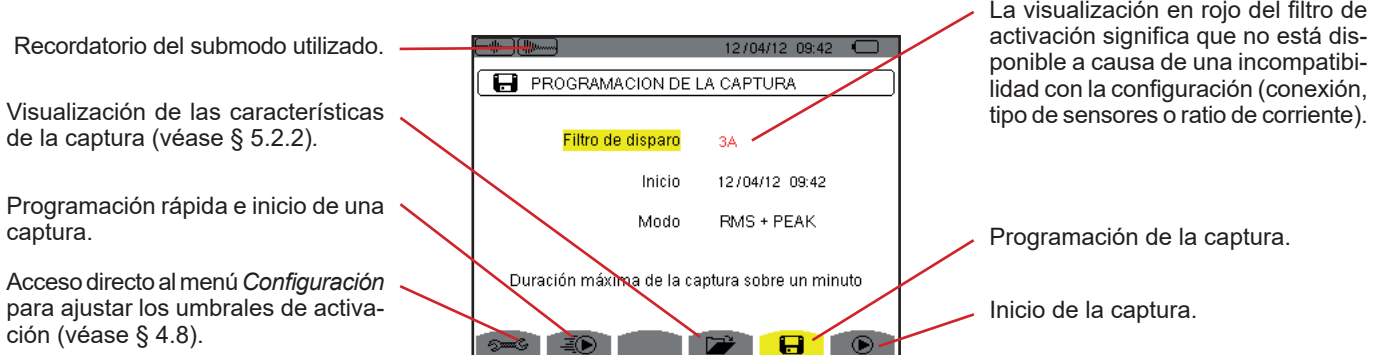 Recordatorio del submodo utilizado.
Visualización de las características
de la captura (véase § 5.2.2).
Programación rápida e inicio de una
captura.
Acceso directo al menú Configuración
para ajustar los umbrales de activa-
ción (véase § 4.8).
12/04/12 09:42
PROGRAMACION DE LA CAPTURA
Filtro de disparo 3A
Inicio 12/04/12 09:42
Modo RMS + PEAK
Duración máxima de la captura sobre un minuto
La visualización en rojo del filtro de
activación significa que no está dis-
ponible a causa de una incompatibi-
lidad con la configuración (conexión,
tipo de sensores o ratio de corriente).
Programación de la captura.
Inicio de la captura.